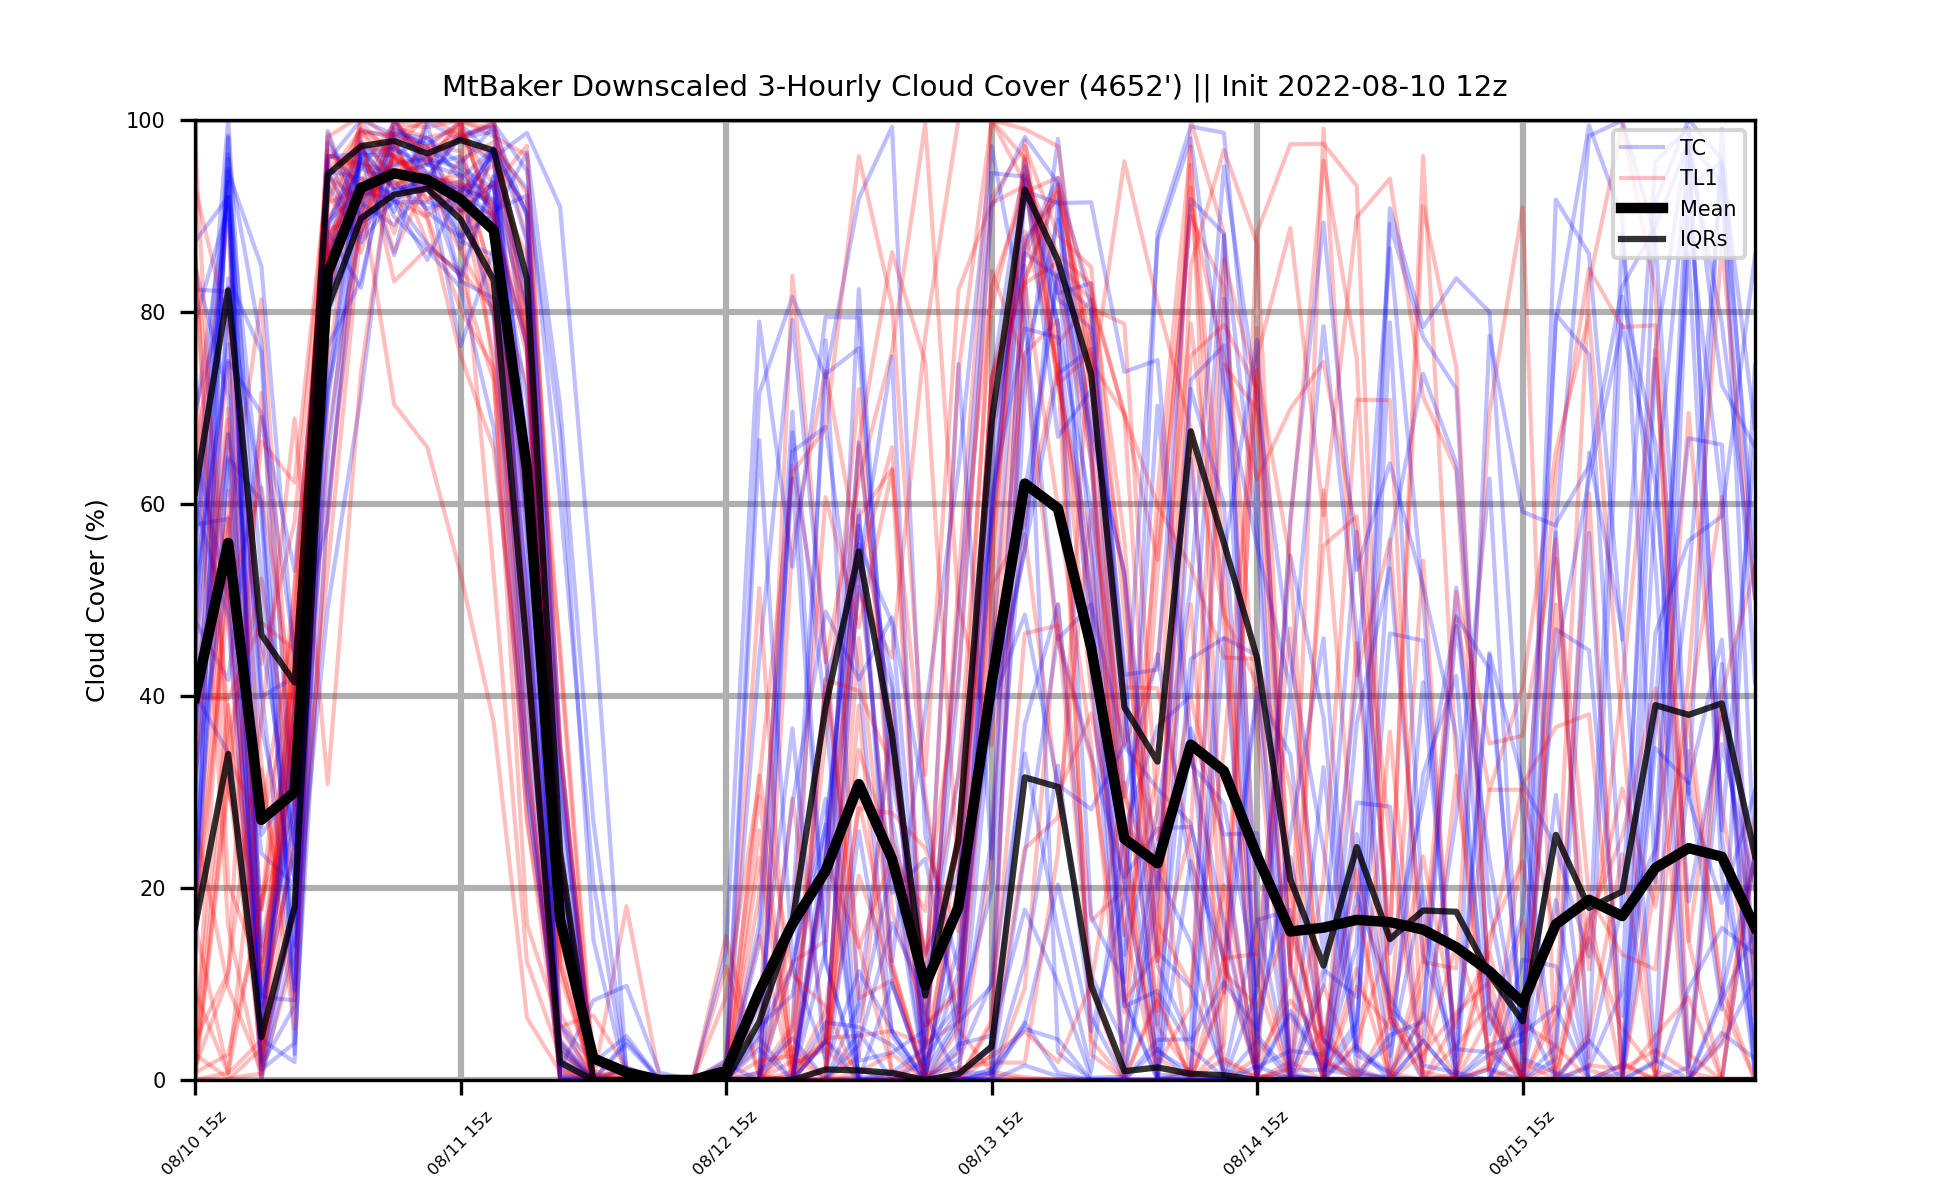 MtBaker Downscaled 3-Hourly Cloud Cover (4652') || Init 2022-08-10 12z
TC
TL1
Mean
IQRs
Cloud Cover (%)
100
80
60
40
20
0
08/10 15z
08/11 15z
08/12 15z
08/13 15z
08/14 15z
08/15 15z